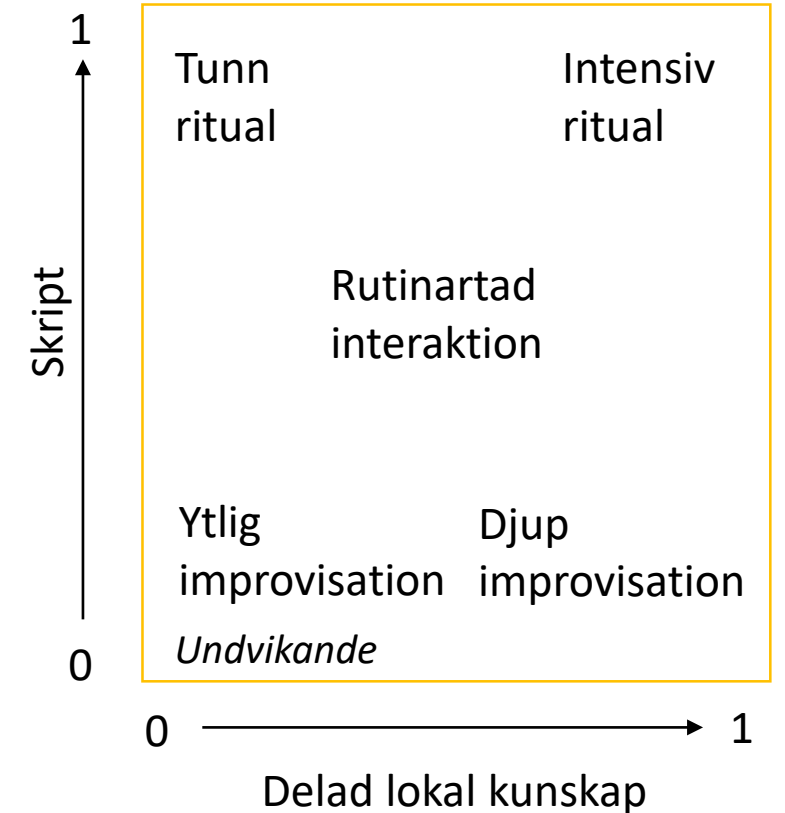 1
Tunn
ritual
Intensiv
ritual
Skript
Rutinartad
interaktion
Ytlig
improvisation
Djup
improvisation
Undvikande
0
0
1
Delad lokal kunskap